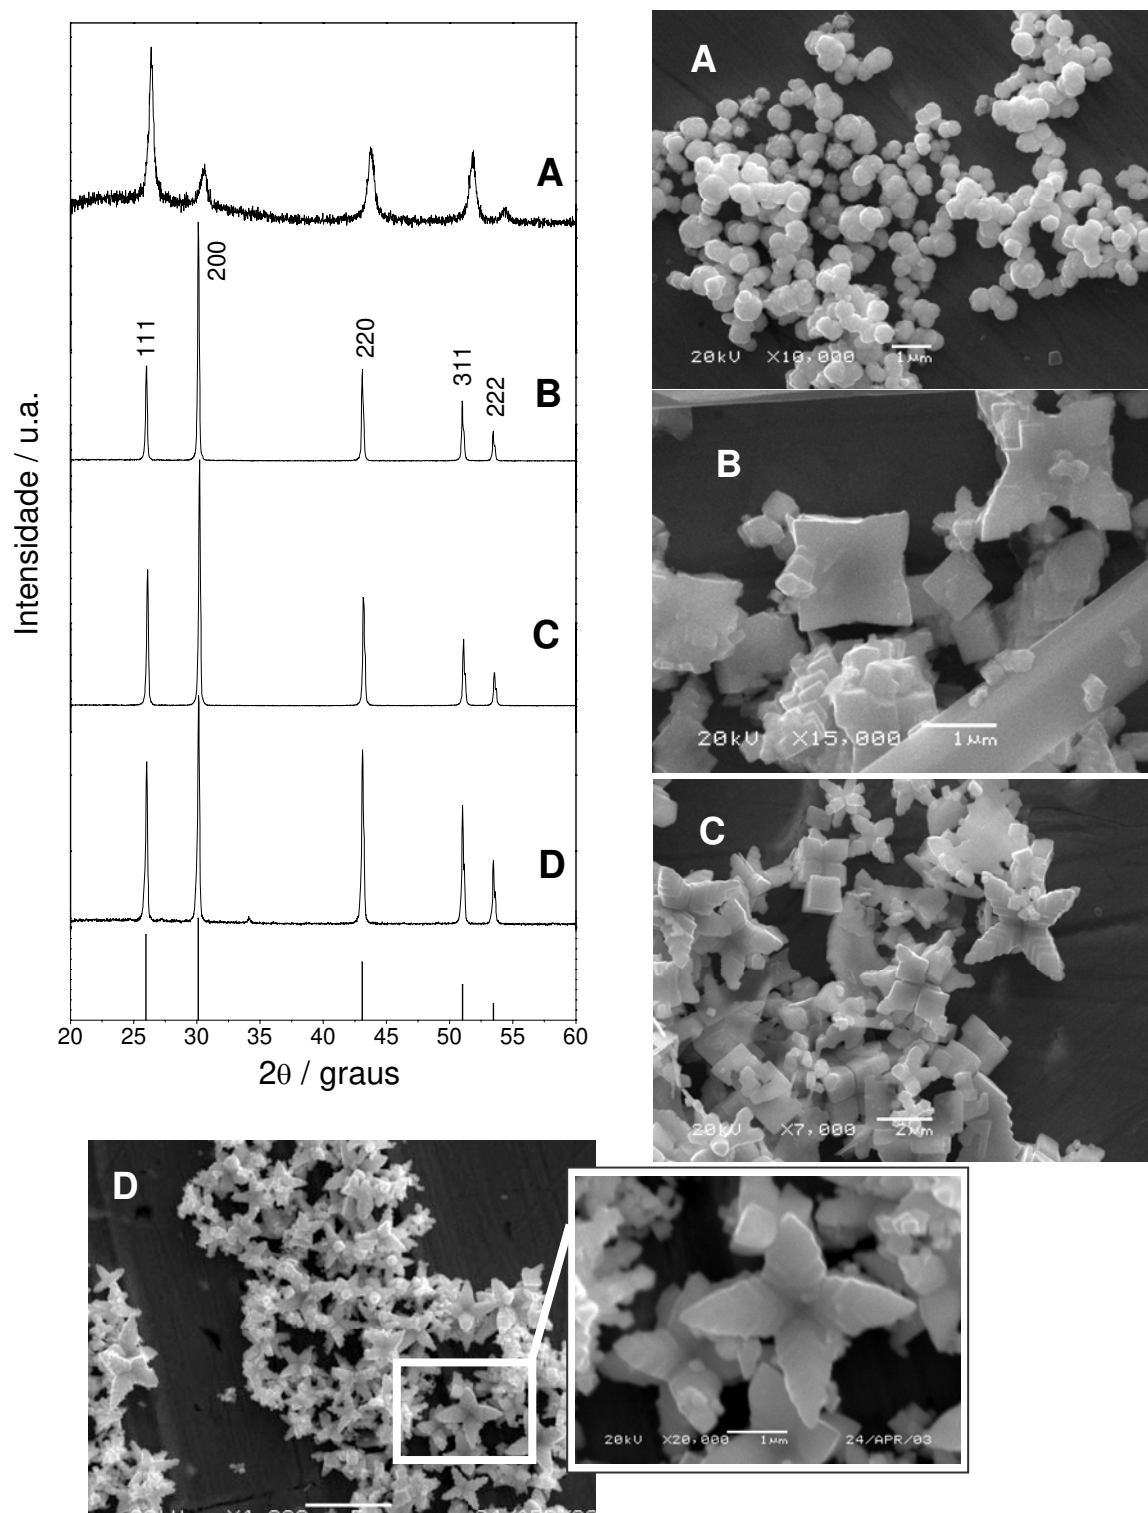 A
200
111
220
311
222
B
C
D
Intensidade / u.a.
20 25 30 35 40 45 50 55 60
2θ / graus
A
20kV X10,000 1μm
B
20kV X15,000 1μm
C
20kV X7,000 2μm
D
20kV X20,000 1μm 24/APR/03